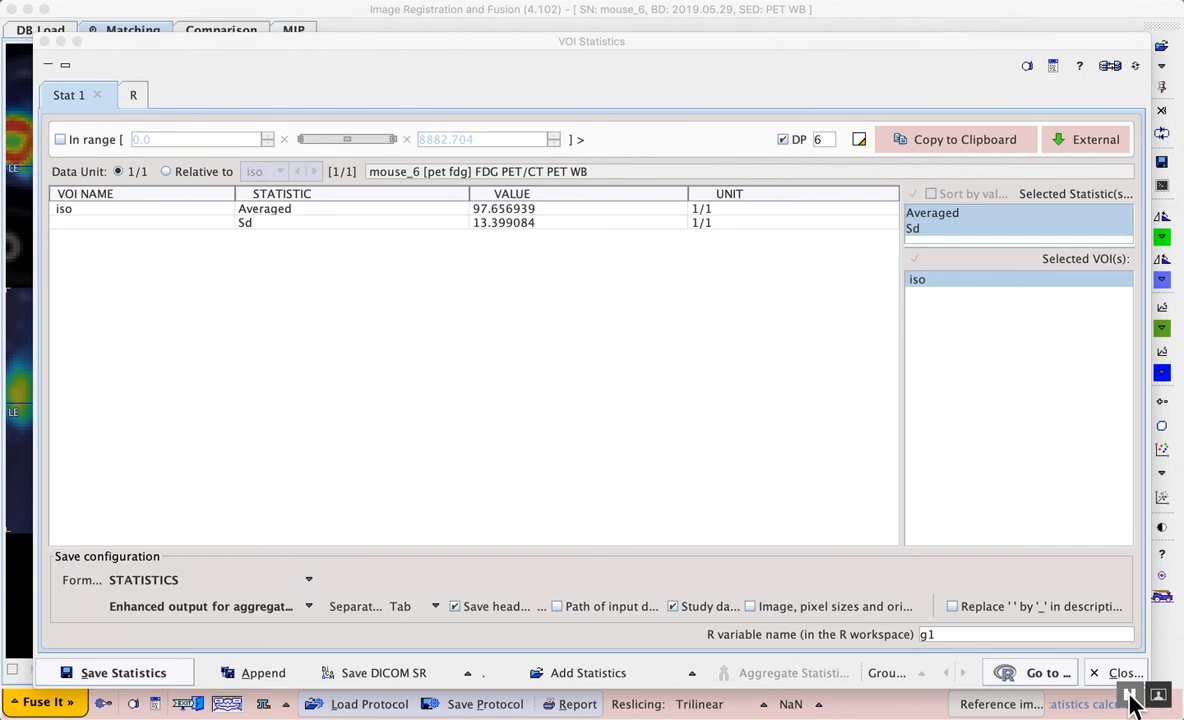 Image Registration and Fusion (4.102) - [ SN: mouse_6, BD: 2019.05.29, SED: PET WB ]
DB Load Matching Comparison MIP
VOI Statistics
Stat 1 R
In range [ 0.0 8882.704 ] > DP 6 Copy to Clipboard External
Data Unit: 1/1 Relative to iso [1/1] mouse_6 [pet fdg] FDG PET/CT PET WB
VOI NAME STATISTIC VALUE UNIT Sort by val... Selected Statistic(s...
iso Averaged 97.656939 1/1 Averaged
Sd 13.399084 1/1 Sd
Selected VOI(s):
iso
LE
LE
Save configuration
Form... STATISTICS
Enhanced output for aggregat... Separat... Tab Save head... ... Path of input d... Study da... Image, pixel sizes and ori... Replace ' ' by '_' in descripti...
R variable name (in the R workspace) g1
Save Statistics Append Save DICOM SR . Add Statistics Aggregate Statisti... Grou... Go to ... Clos...
Fuse It » Load Protocol Save Protocol Report Reslicing: Trilinear NaN Reference im...